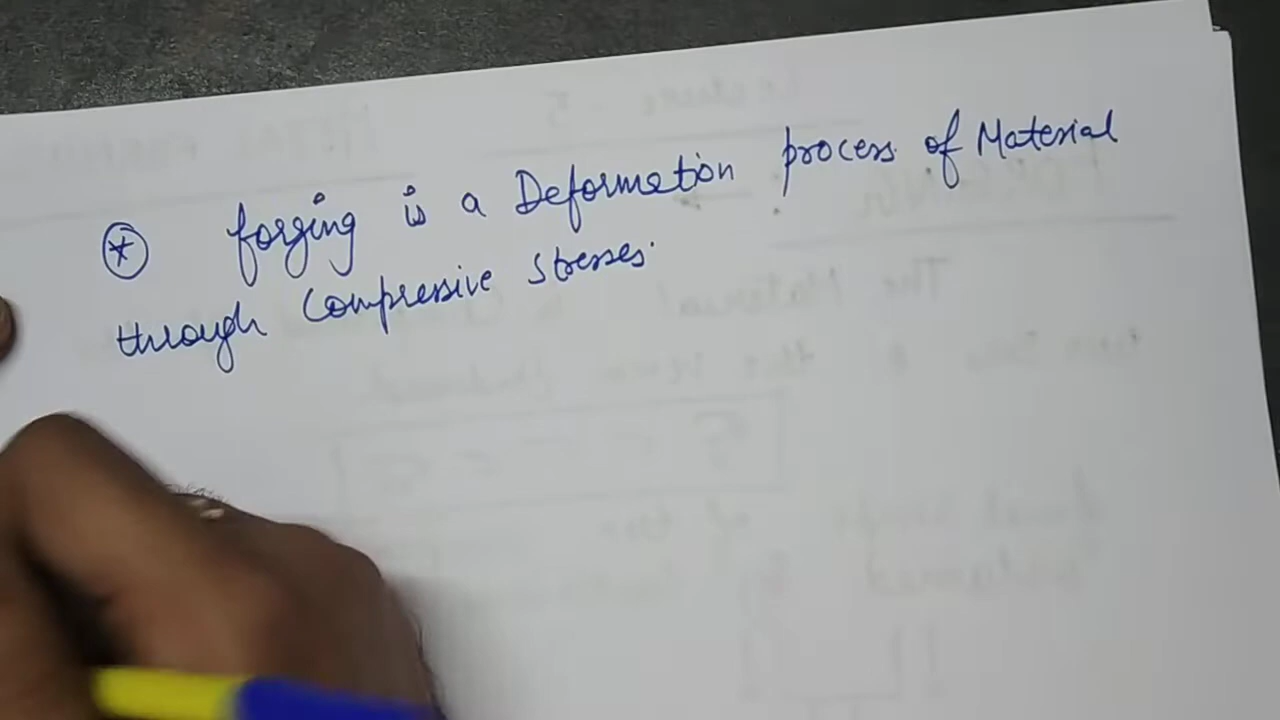 * forging is a Deformation process of Material
through Compressive stresses.